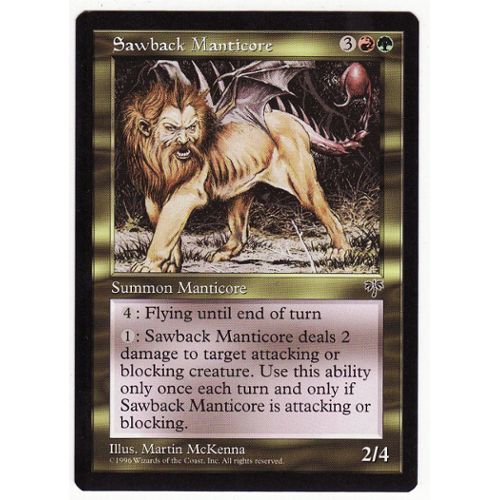 Sawback Manticore 3
Summon Manticore
4 : Flying until end of turn
1 : Sawback Manticore deals 2
damage to target attacking or
blocking creature. Use this ability
only once each turn and only if
Sawback Manticore is attacking or
blocking.
Illus. Martin McKenna
©1996 Wizards of the Coast, Inc. All rights reserved.
2/4